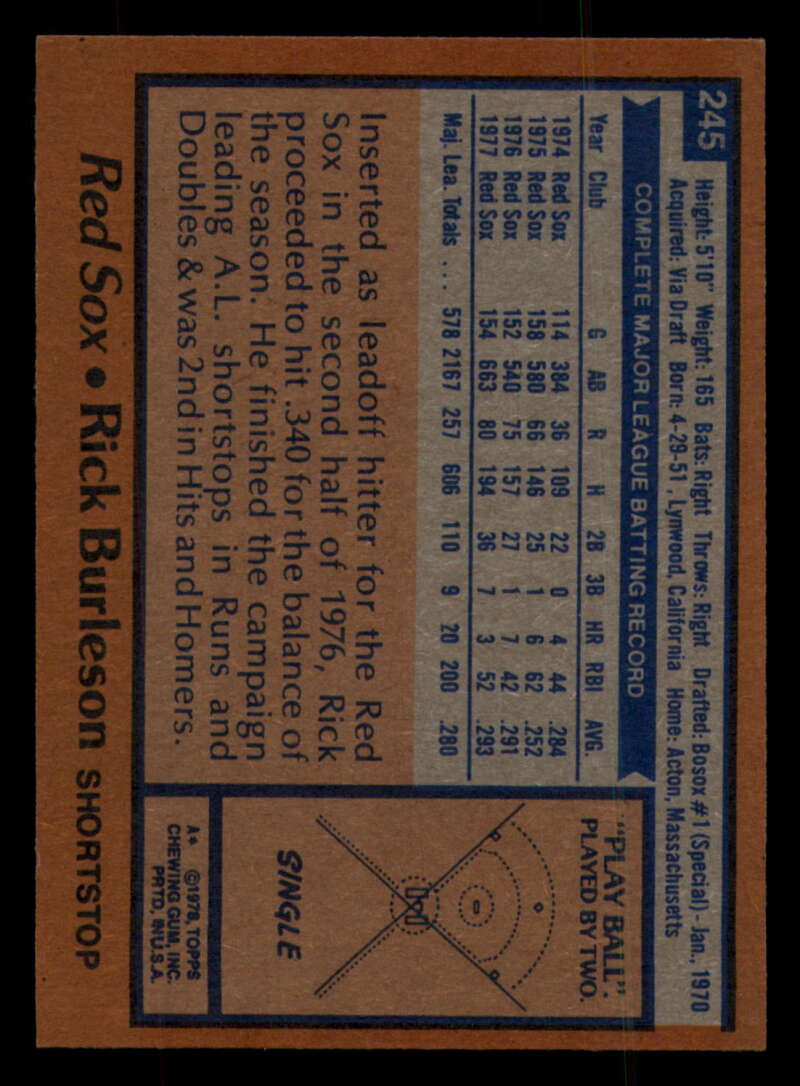 245
Height: 5'10" Weight: 165 Bats: Right Throws: Right Drafted: Bosox #1 (Special) - Jan., 1970
Acquired: Via Draft Born: 4-29-51, Lynwood, California Home: Acton, Massachusetts
COMPLETE MAJOR LEAGUE BATTING RECORD
Year Club G AB R H 2B 3B HR RBI AVG.
1974 Red Sox 114 384 36 109 22 0 4 44 .284
1975 Red Sox 158 580 66 146 25 1 6 62 .252
1976 Red Sox 152 540 75 157 27 1 7 42 .291
1977 Red Sox 154 663 80 194 36 7 3 52 .293
Maj. Lea. Totals ... 578 2167 257 606 110 9 20 200 .280
Inserted as leadoff hitter for the Red
Sox in the second half of 1976, Rick
proceeded to hit .340 for the balance of
the season. He finished the campaign
leading A.L. shortstops in Runs and
Doubles & was 2nd in Hits and Homers.
"PLAY BALL":
PLAYED BY TWO.
SINGLE
A* ©1978, TOPPS
CHEWING GUM, INC.
PRTD. IN U.S.A.
Red Sox • Rick Burleson SHORTSTOP